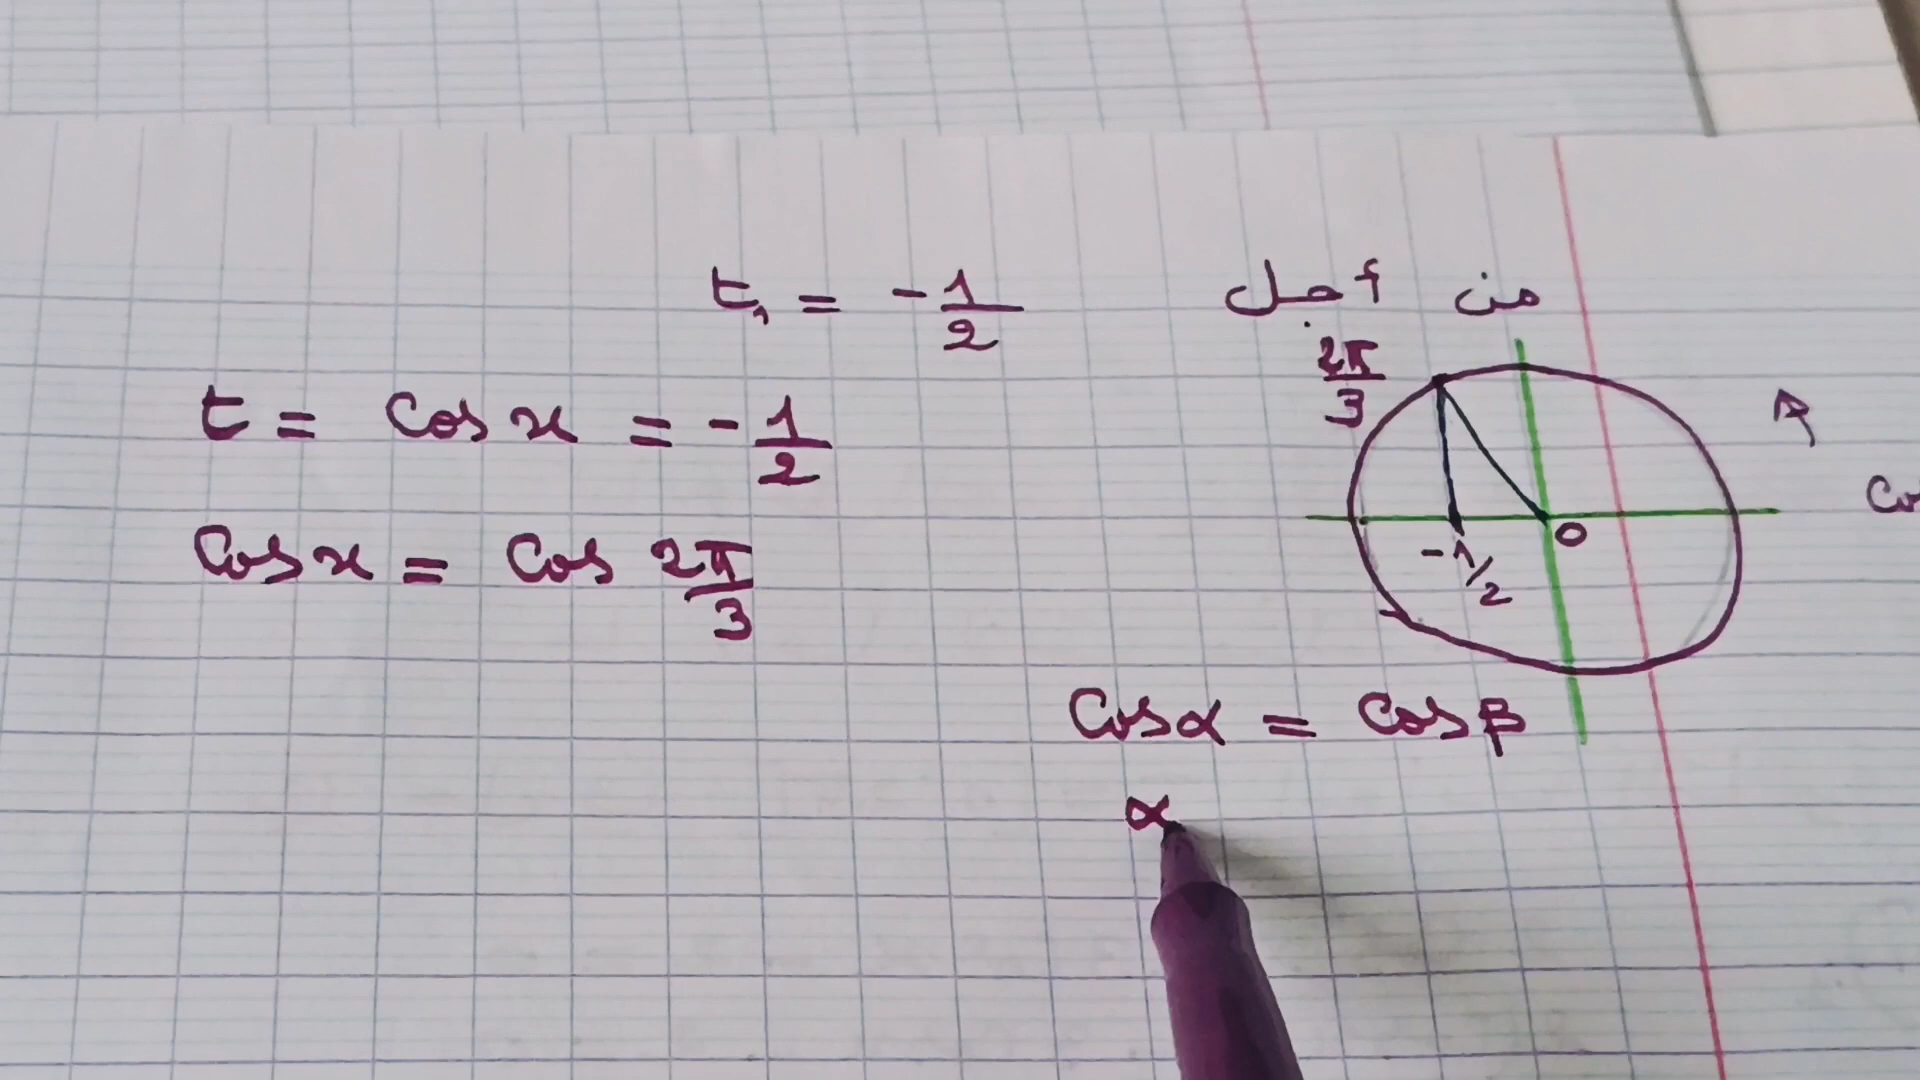 من أجل t₁ = -1/2
t = cos x = -1/2
cos x = cos 2π/3
2π/3
-1/2
0
cos α = cos β
α